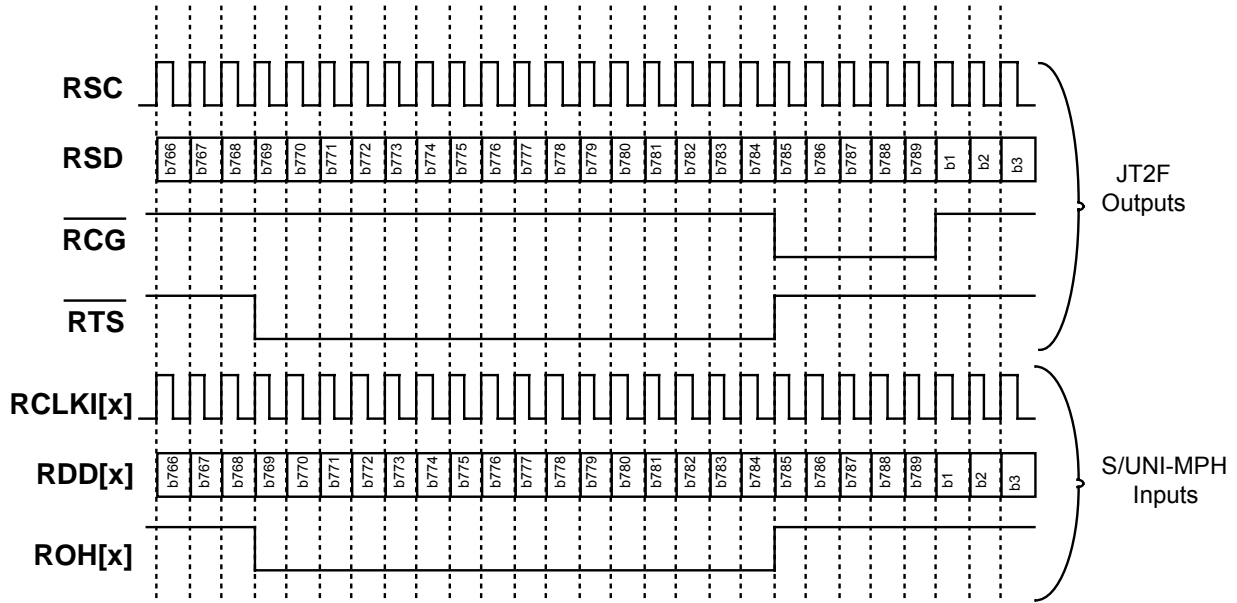 RSC
RSD b766 b767 b768 b769 b770 b771 b772 b773 b774 b775 b776 b777 b778 b779 b780 b781 b782 b783 b784 b785 b786 b787 b788 b789 b1 b2 b3
RCG
RTS
JT2F
Outputs
RCLKI[x]
RDD[x] b766 b767 b768 b769 b770 b771 b772 b773 b774 b775 b776 b777 b778 b779 b780 b781 b782 b783 b784 b785 b786 b787 b788 b789 b1 b2 b3
ROH[x]
S/UNI-MPH
Inputs